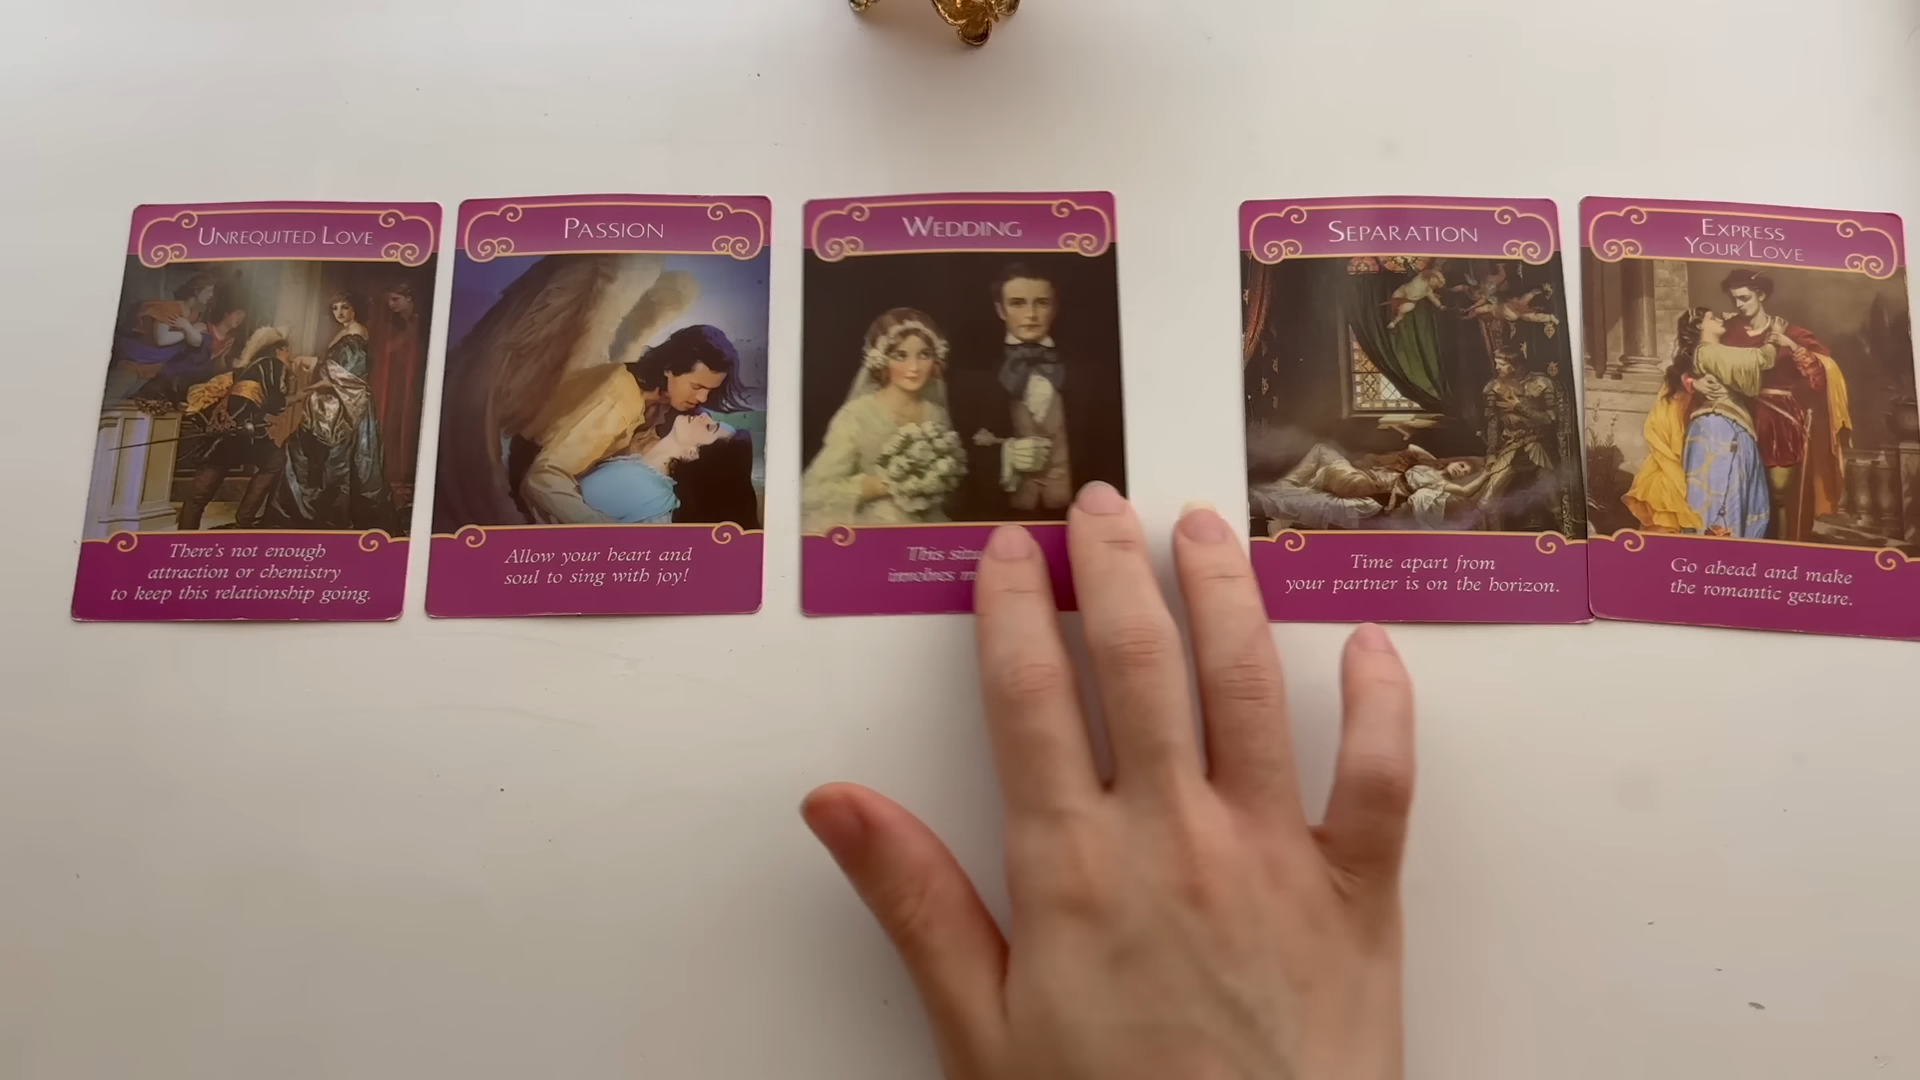 UNREQUITED LOVE
There's not enough
attraction or chemistry
to keep this relationship going.
PASSION
Allow your heart and
soul to sing with joy!
WEDDING
This
involves
SEPARATION
Time apart from
your partner is on the horizon.
EXPRESS
YOUR LOVE
Go ahead and make
the romantic gesture.